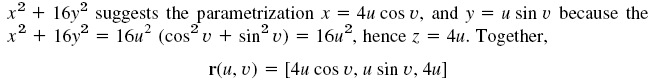 x² + 16y² suggests the parametrization x = 4u cos v, and y = u sin v because the
x² + 16y² = 16u² (cos² v + sin² v) = 16u², hence z = 4u. Together,
r(u, v) = [4u cos v, u sin v, 4u]